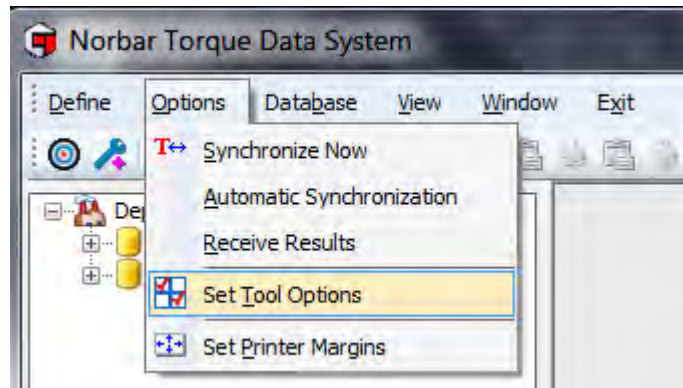 Norbar Torque Data System
Define Options Database View Window Exit
T Synchronize Now
Automatic Synchronization
Receive Results
Set Tool Options
Set Printer Margins